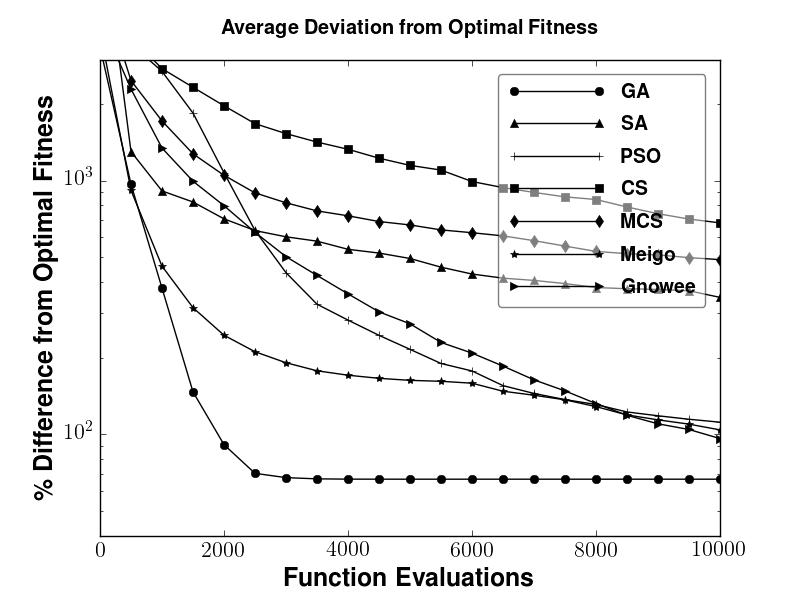 Average Deviation from Optimal Fitness
% Difference from Optimal Fitness
10^3
10^2
GA
SA
PSO
CS
MCS
Meigo
Gnowee
0 2000 4000 6000 8000 10000
Function Evaluations